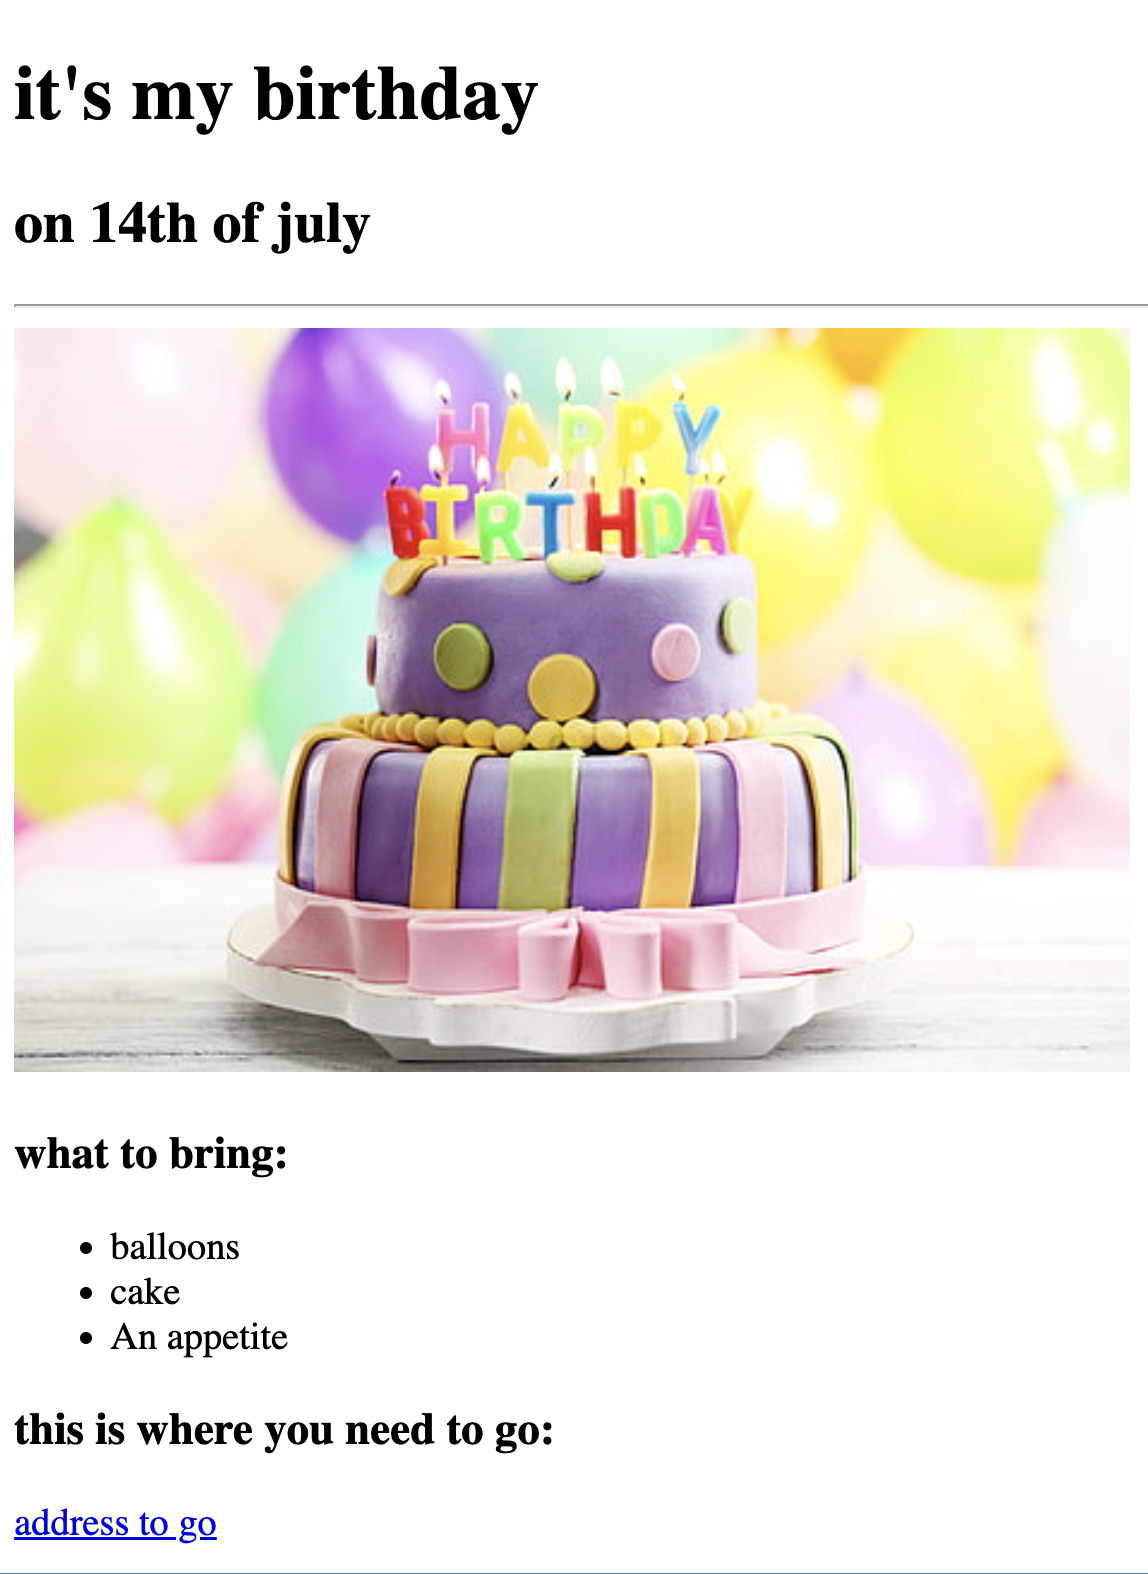 it's my birthday
on 14th of july
HAPPY
BIRTHDAY
what to bring:
balloons
cake
An appetite
this is where you need to go:
address to go